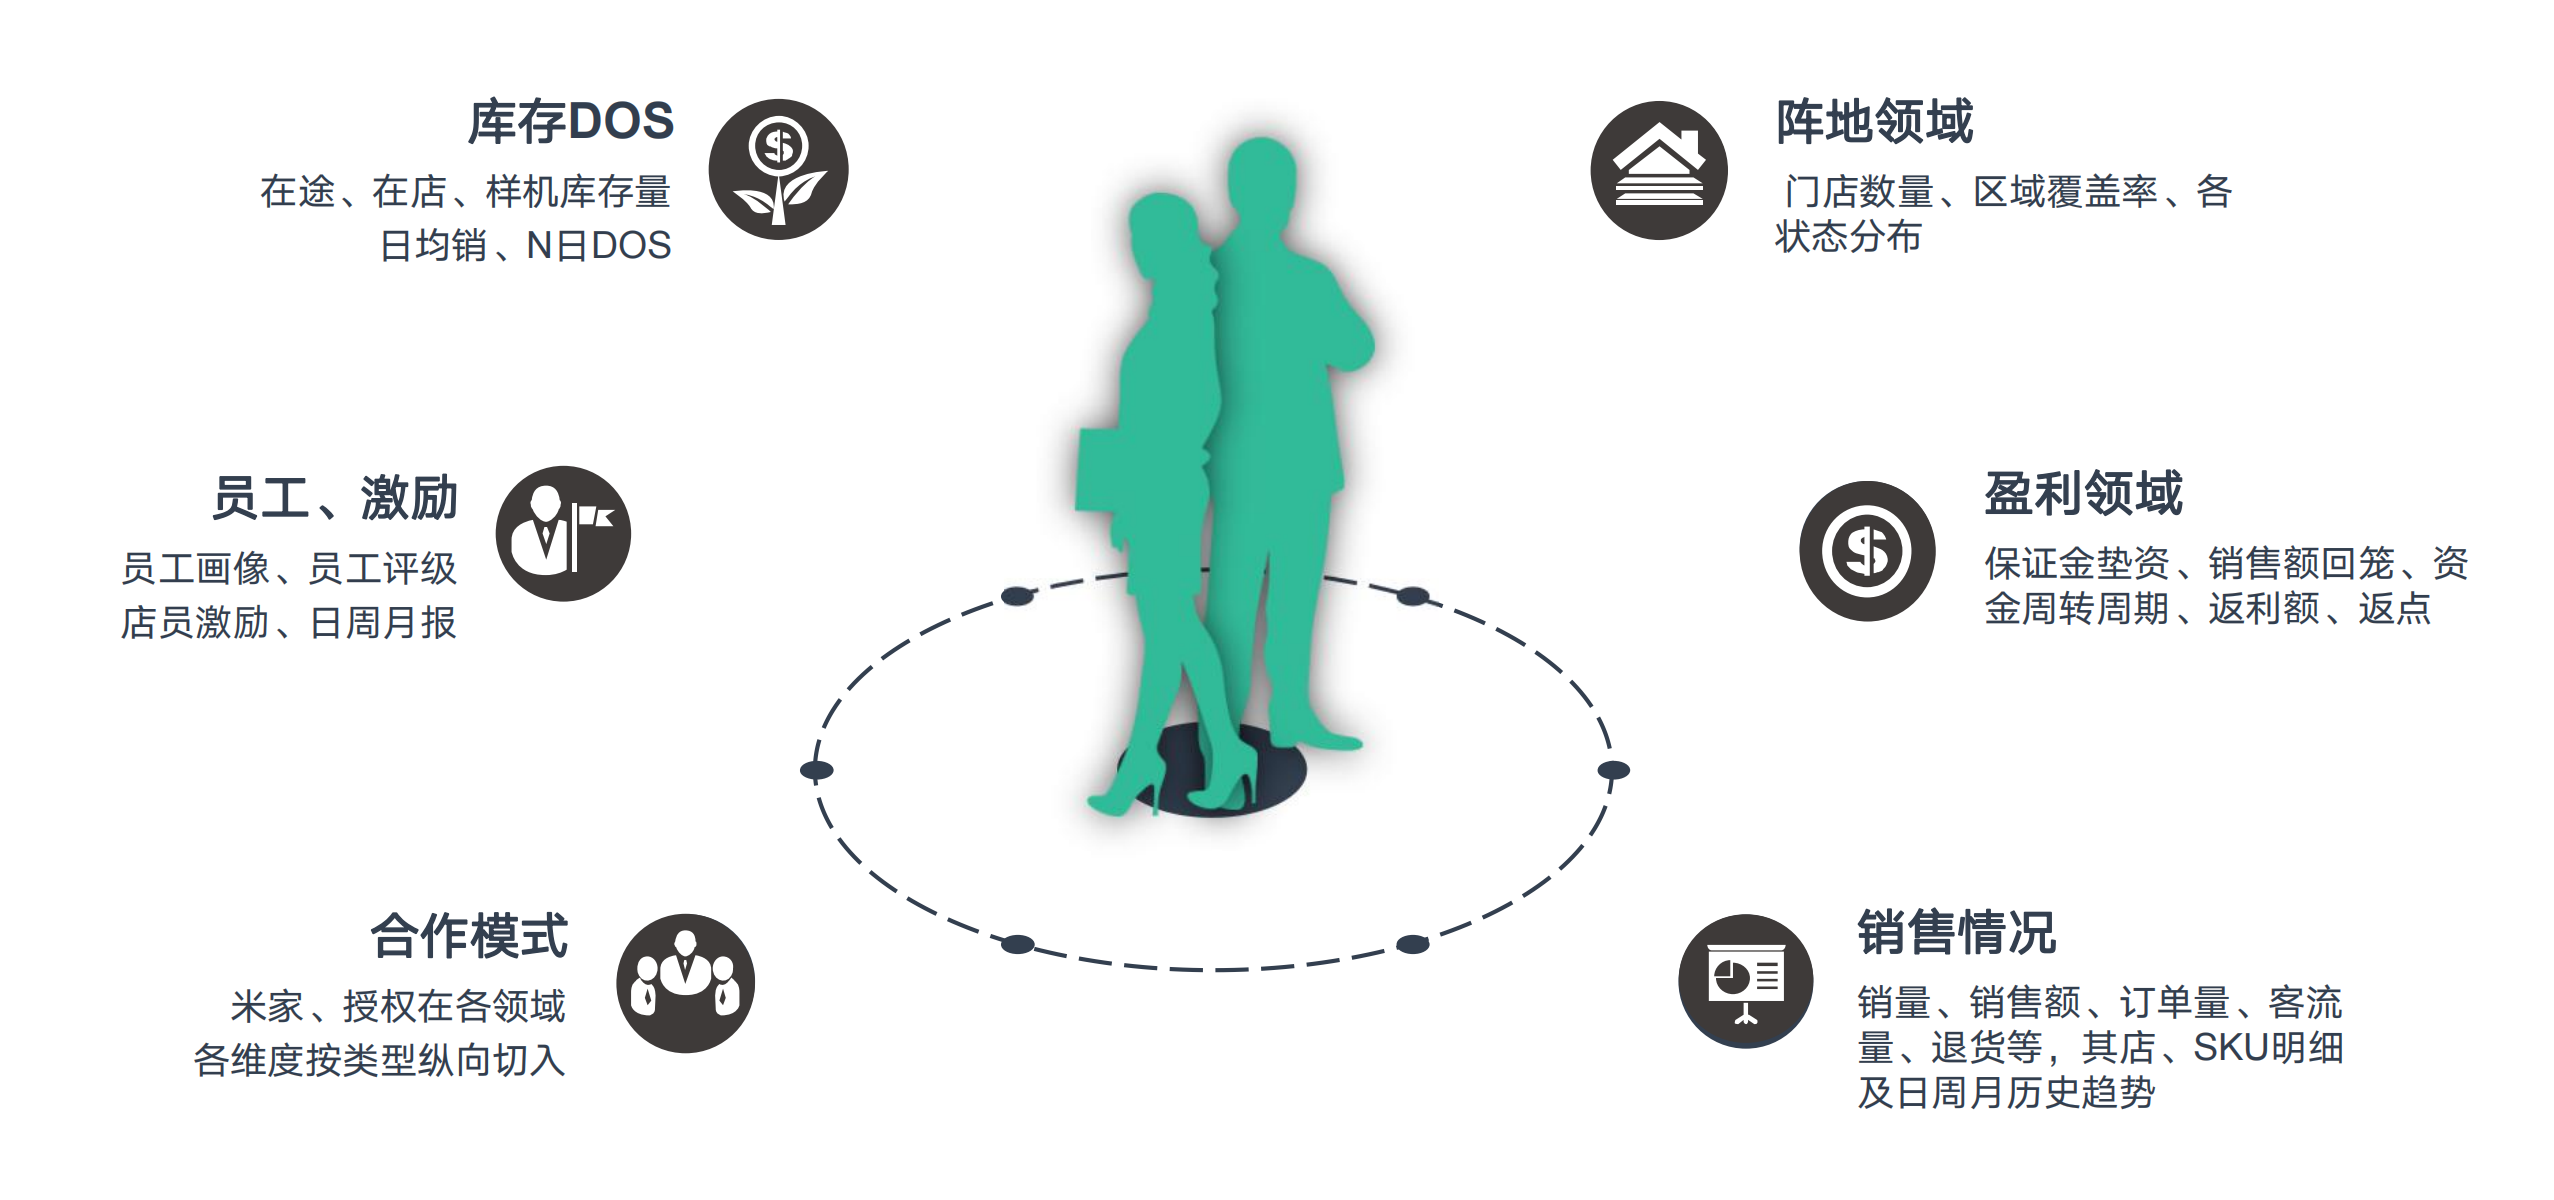 库存DOS
在途、在店、样机库存量
日均销、N日DOS
员工、激励
员工画像、员工评级
店员激励、日周月报
合作模式
米家、授权在各领域
各维度按类型纵向切入
阵地领域
门店数量、区域覆盖率、各
状态分布
盈利领域
保证金垫资、销售额回笼、资
金周转周期、返利额、返点
销售情况
销量、销售额、订单量、客流
量、退货等，其店、SKU明细
及日周月历史趋势